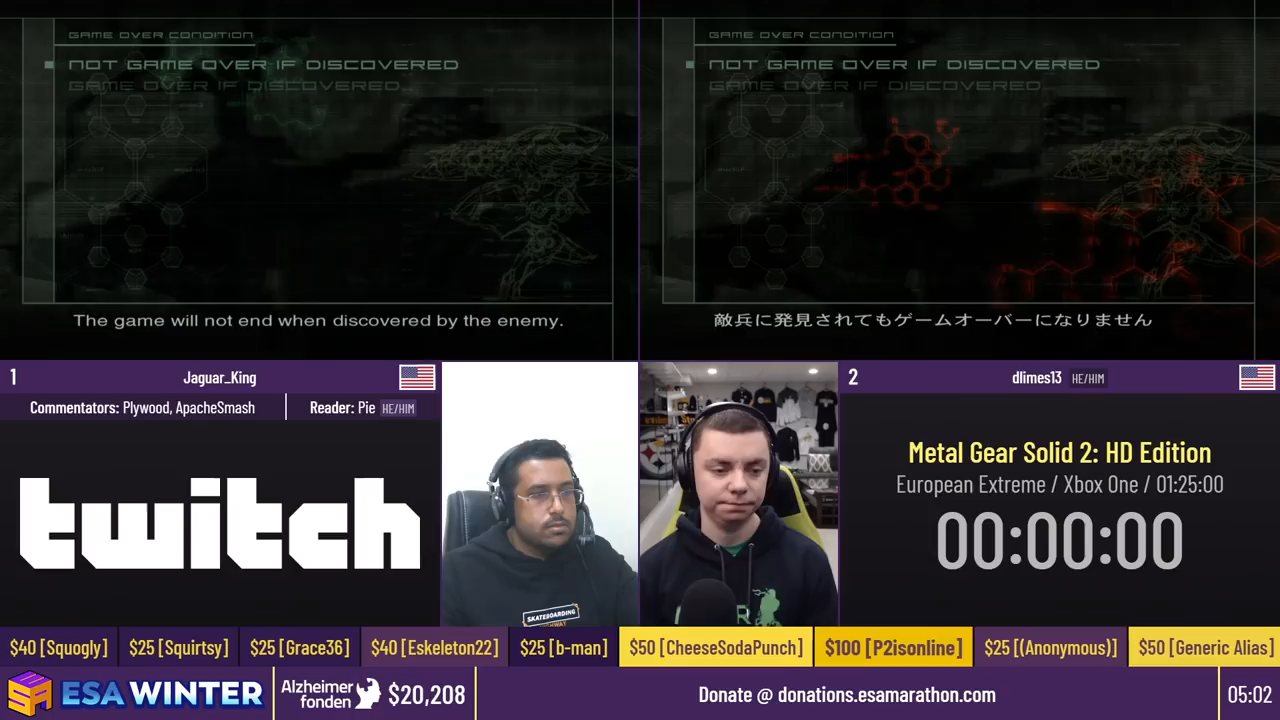 GAME OVER CONDITION
NOT GAME OVER IF DISCOVERED
GAME OVER IF DISCOVERED
The game will not end when discovered by the enemy.
GAME OVER CONDITION
NOT GAME OVER IF DISCOVERED
GAME OVER IF DISCOVERED
敵兵に発見されてもゲームオーバーになりません
1 Jaguar_King
Commentators: Plywood, ApacheSmash Reader: Pie HE/HIM
twitch
SKATEBOARDING
2 dlimes13 HE/HIM
Metal Gear Solid 2: HD Edition
European Extreme / Xbox One / 01:25:00
00:00:00
$40 [Squogly] $25 [Squirtsy] $25 [Grace36] $40 [Eskeleton22] $25 [b-man] $50 [CheeseSodaPunch] $100 [P2isonline] $25 [(Anonymous)] $50 [Generic Alias]
ESA WINTER
Alzheimer
fonden
$20,208
Donate @ donations.esamarathon.com
05:02